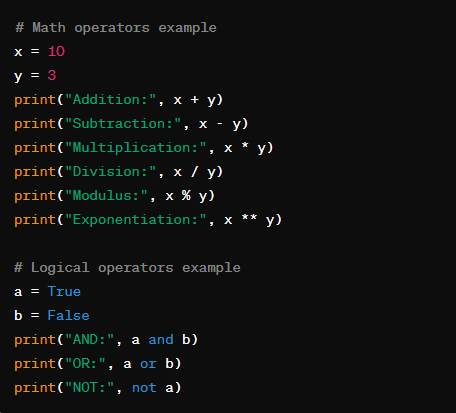 # Math operators example
x = 10
y = 3
print("Addition:", x + y)
print("Subtraction:", x - y)
print("Multiplication:", x * y)
print("Division:", x / y)
print("Modulus:", x % y)
print("Exponentiation:", x ** y)

# Logical operators example
a = True
b = False
print("AND:", a and b)
print("OR:", a or b)
print("NOT:", not a)